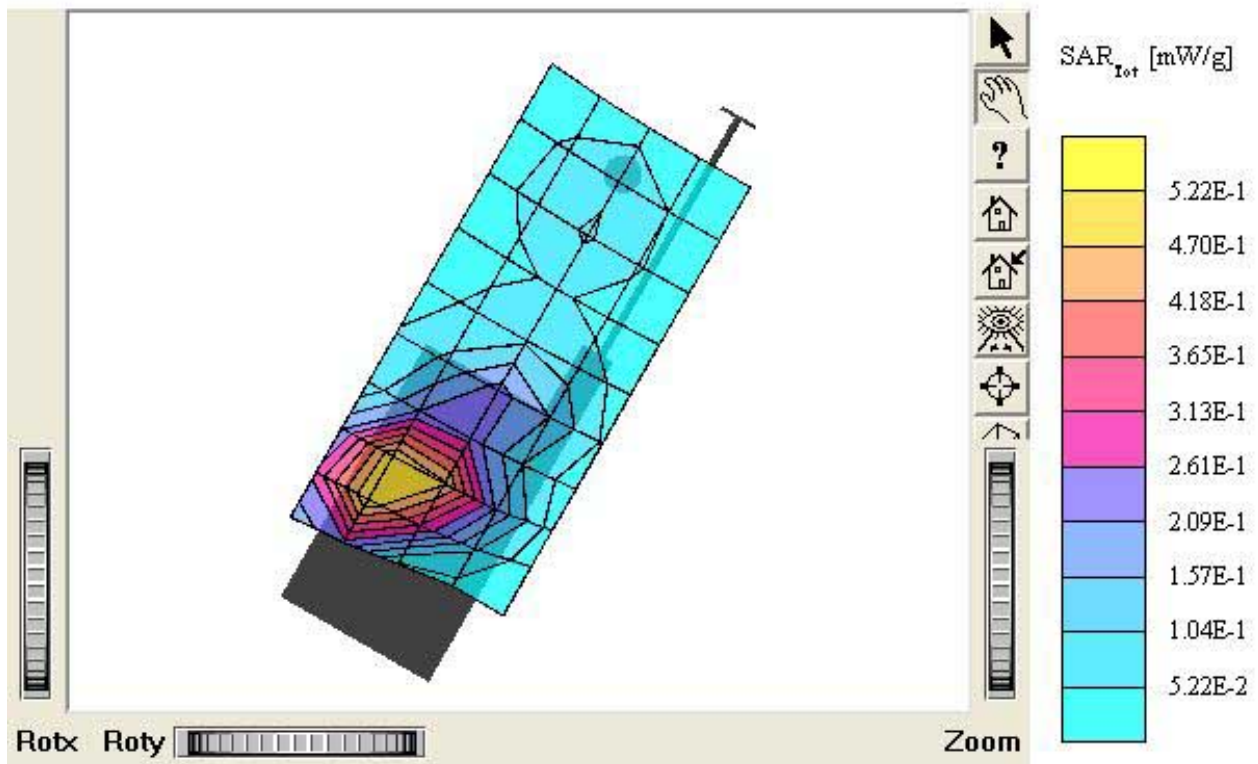 SAR_Tot [mW/g]
?
5.22E-1
4.70E-1
4.18E-1
3.65E-1
3.13E-1
2.61E-1
2.09E-1
1.57E-1
1.04E-1
5.22E-2
Rotx Roty Zoom